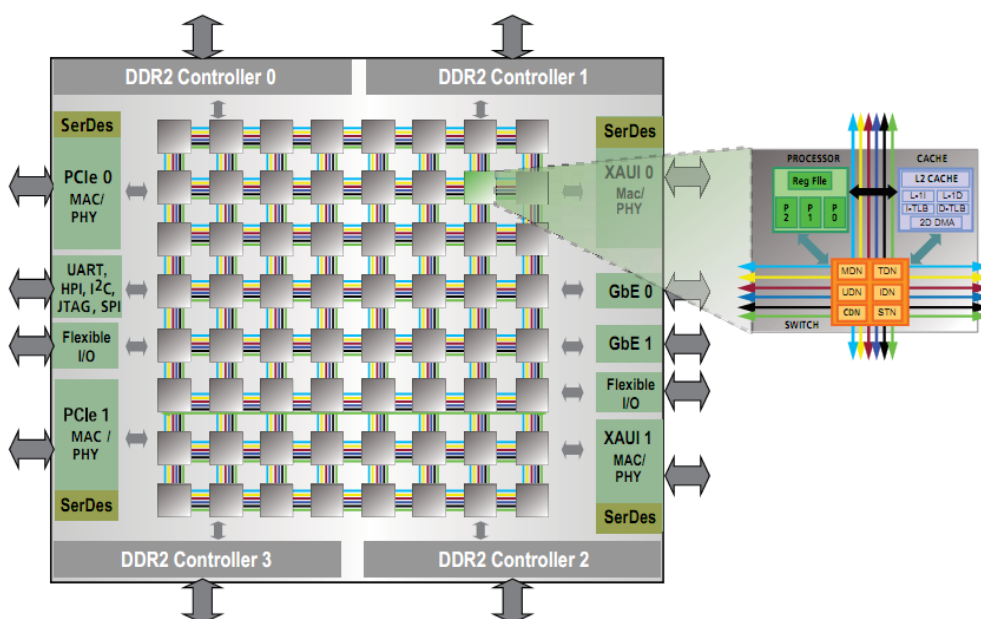 DDR2 Controller 0
DDR2 Controller 1
SerDes
PCIe 0
MAC/
PHY
UART,
HPI, I²C,
JTAG, SPI
Flexible
I/O
PCIe 1
MAC /
PHY
SerDes
SerDes
XAUI 0
Mac/
PHY
GbE 0
GbE 1
Flexible
I/O
XAUI 1
MAC/
PHY
SerDes
DDR2 Controller 3
DDR2 Controller 2
PROCESSOR
CACHE
Reg File
P
2
P
1
P
0
L2 CACHE
L-1I
L-1D
I-TLB
D-TLB
2D DMA
MDN
TDN
UDN
IDN
CDN
STN
SWITCH